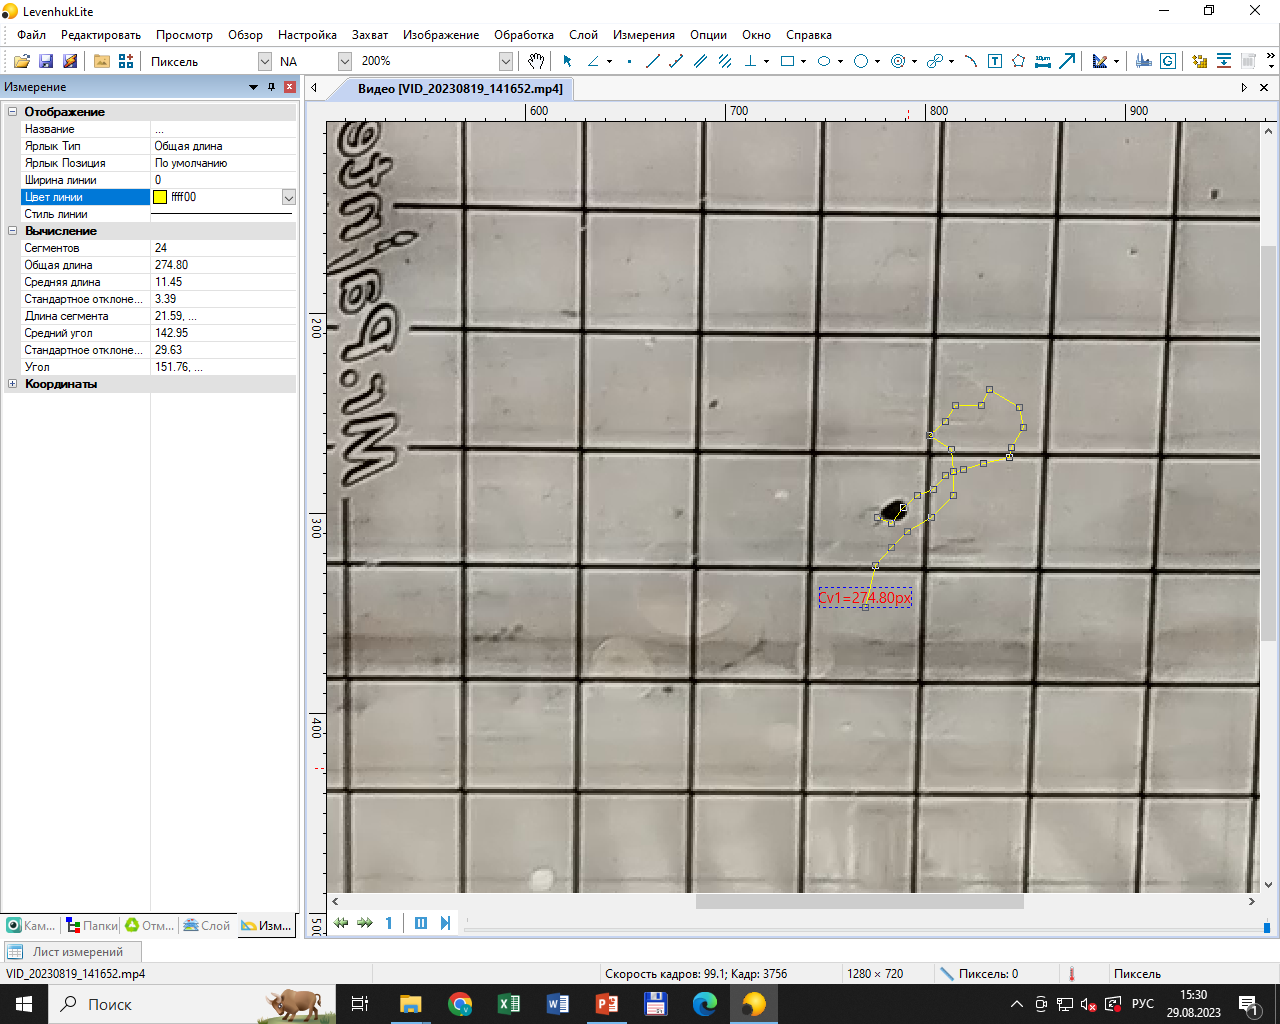 LevenhukLite
Файл Редактировать Просмотр Обзор Настройка Захват Изображение Обработка Слой Измерения Опции Окно Справка
Пиксель NA 200%
Измерение
Видео [VID_20230819_141652.mp4]
Отображение
Название ...
Ярлык Тип Общая длина
Ярлык Позиция По умолчанию
Ширина линии 0
Цвет линии ffff00
Стиль линии
Вычисление
Сегментов 24
Общая длина 274.80
Средняя длина 11.45
Стандартное отклоне... 3.39
Длина сегмента 21.59, ...
Средний угол 142.95
Стандартное отклоне... 29.63
Угол 151.76, ...
Координаты
600 700 800 900
200
300
400
500
Mr.Painte
Cv1=274.80px
1
Кам... Папки Отм... Слой Изм...
Лист измерений
VID_20230819_141652.mp4 Скорость кадров: 99.1; Кадр: 3756 1280 × 720 Пиксель: 0 Пиксель
Поиск
РУС
15:30
29.08.2023
1